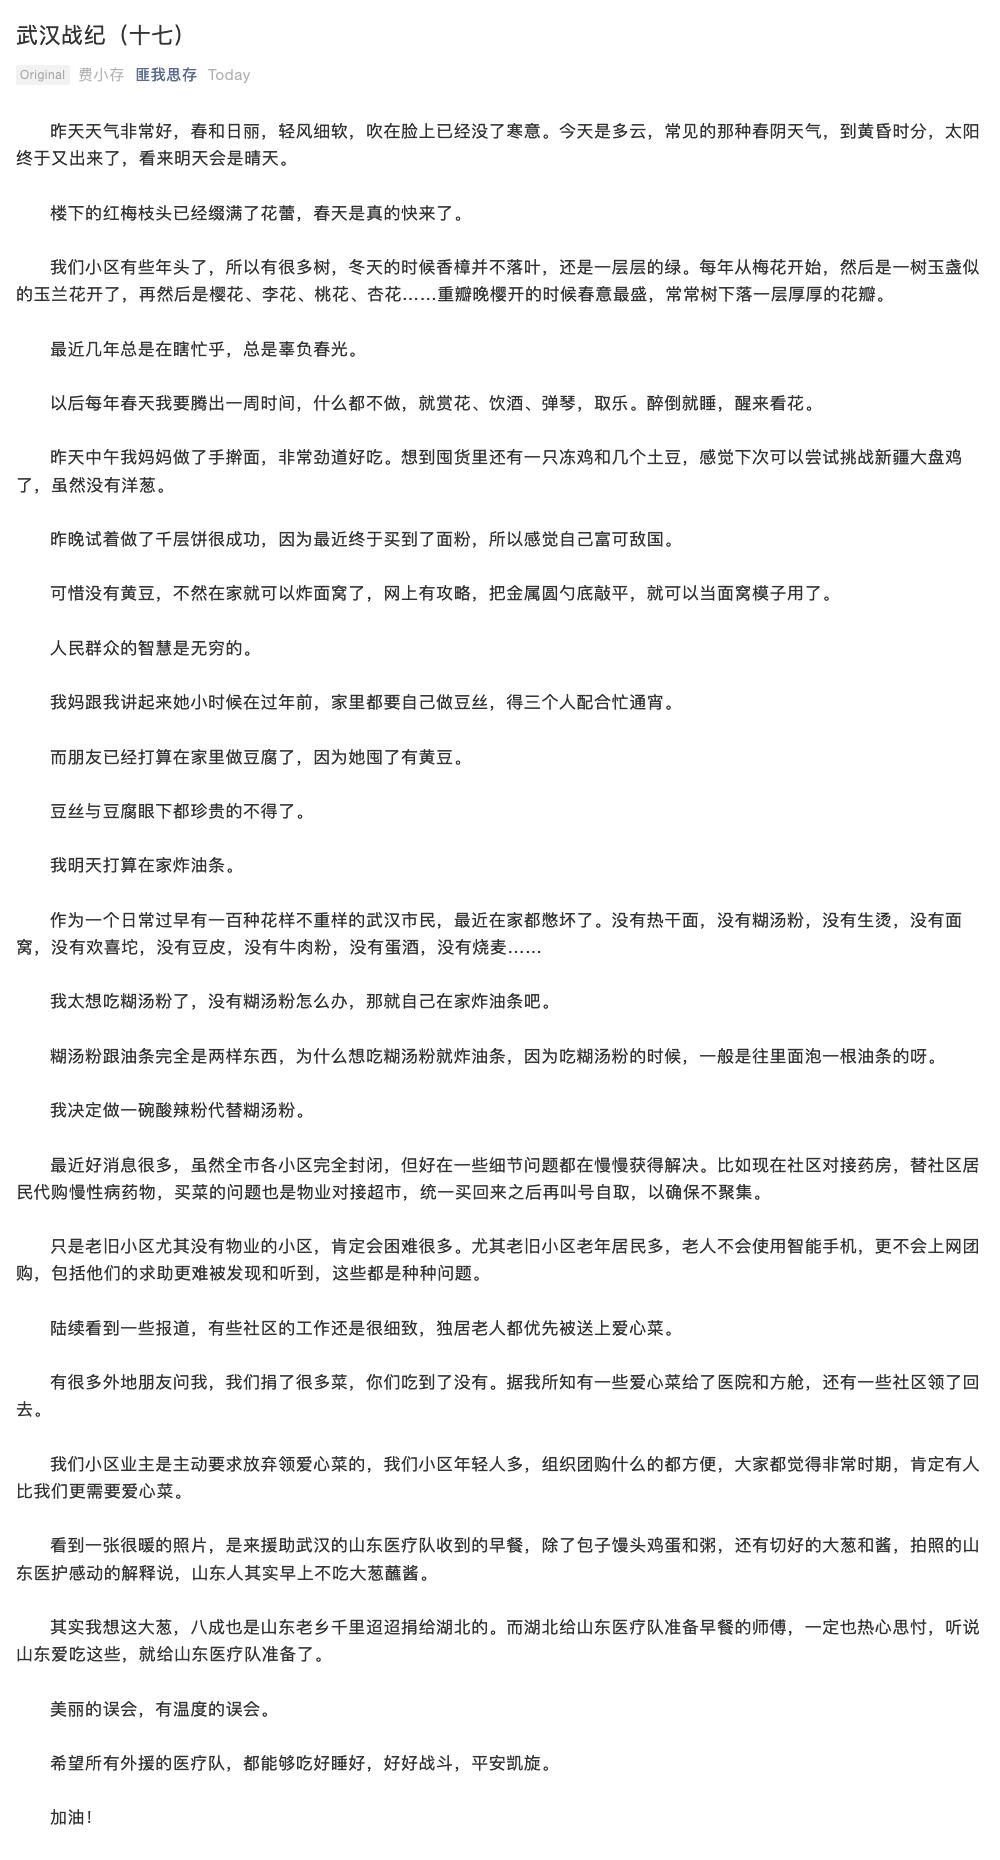 武汉战纪（十七）
Original 费小存 匪我思存 Today
昨天天气非常好，春和日丽，轻风细软，吹在脸上已经没了寒意。今天是多云，常见的那种春阴天气，到黄昏时分，太阳
终于又出来了，看来明天会是晴天。
楼下的红梅枝头已经缀满了花蕾，春天是真的快来了。
我们小区有些年头了，所以有很多树，冬天的时候香樟并不落叶，还是一层层的绿。每年从梅花开始，然后是一树玉盏似
的玉兰花开了，再然后是樱花、李花、桃花、杏花……重瓣晚樱开的时候春意最盛，常常树下落一层厚厚的花瓣。
最近几年总是在瞎忙乎，总是辜负春光。
以后每年春天我要腾出一周时间，什么都不做，就赏花、饮酒、弹琴，取乐。醉倒就睡，醒来看花。
昨天中午我妈妈做了手擀面，非常劲道好吃。想到囤货里还有一只冻鸡和几个土豆，感觉下次可以尝试挑战新疆大盘鸡
了，虽然没有洋葱。
昨晚试着做了千层饼很成功，因为最近终于买到了面粉，所以感觉自己富可敌国。
可惜没有黄豆，不然在家就可以炸面窝了，网上有攻略，把金属圆勺底敲平，就可以当面窝模子用了。
人民群众的智慧是无穷的。
我妈跟我讲起来她小时候在过年前，家里都要自己做豆丝，得三个人配合忙通宵。
而朋友已经打算在家里做豆腐了，因为她囤了有黄豆。
豆丝与豆腐眼下都珍贵的不得了。
我明天打算在家炸油条。
作为一个日常过早有一百种花样不重样的武汉市民，最近在家都憋坏了。没有热干面，没有糊汤粉，没有生烫，没有面
窝，没有欢喜坨，没有豆皮，没有牛肉粉，没有蛋酒，没有烧麦……
我太想吃糊汤粉了，没有糊汤粉怎么办，那就自己在家炸油条吧。
糊汤粉跟油条完全是两样东西，为什么想吃糊汤粉就炸油条，因为吃糊汤粉的时候，一般是往里面泡一根油条的呀。
我决定做一碗酸辣粉代替糊汤粉。
最近好消息很多，虽然全市各小区完全封闭，但好在一些细节问题都在慢慢获得解决。比如现在社区对接药房，替社区居
民代购慢性病药物，买菜的问题也是物业对接超市，统一买回来之后再叫号自取，以确保不聚集。
只是老旧小区尤其没有物业的小区，肯定会困难很多。尤其老旧小区老年居民多，老人不会使用智能手机，更不会上网团
购，包括他们的求助更难被发现和听到，这些都是种种问题。
陆续看到一些报道，有些社区的工作还是很细致，独居老人都优先被送上爱心菜。
有很多外地朋友问我，我们捐了很多菜，你们吃到了没有。据我所知有一些爱心菜给了医院和方舱，还有一些社区领了回
去。
我们小区业主是主动要求放弃领爱心菜的，我们小区年轻人多，组织团购什么的都方便，大家都觉得非常时期，肯定有人
比我们更需要爱心菜。
看到一张很暖的照片，是来援助武汉的山东医疗队收到的早餐，除了包子馒头鸡蛋和粥，还有切好的大葱和酱，拍照的山
东医护感动的解释说，山东人其实早上不吃大葱蘸酱。
其实我想这大葱，八成也是山东老乡千里迢迢捐给湖北的。而湖北给山东医疗队准备早餐的师傅，一定也热心思忖，听说
山东爱吃这些，就给山东医疗队准备了。
美丽的误会，有温度的误会。
希望所有外援的医疗队，都能够吃好睡好，好好战斗，平安凯旋。
加油！